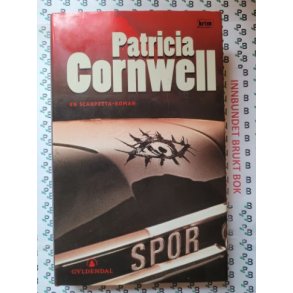 krim
Patricia
Cornwell
EN SCARPETTA-ROMAN
SPOR
GYLDENDAL
INNBUNDET BRUKT BOK